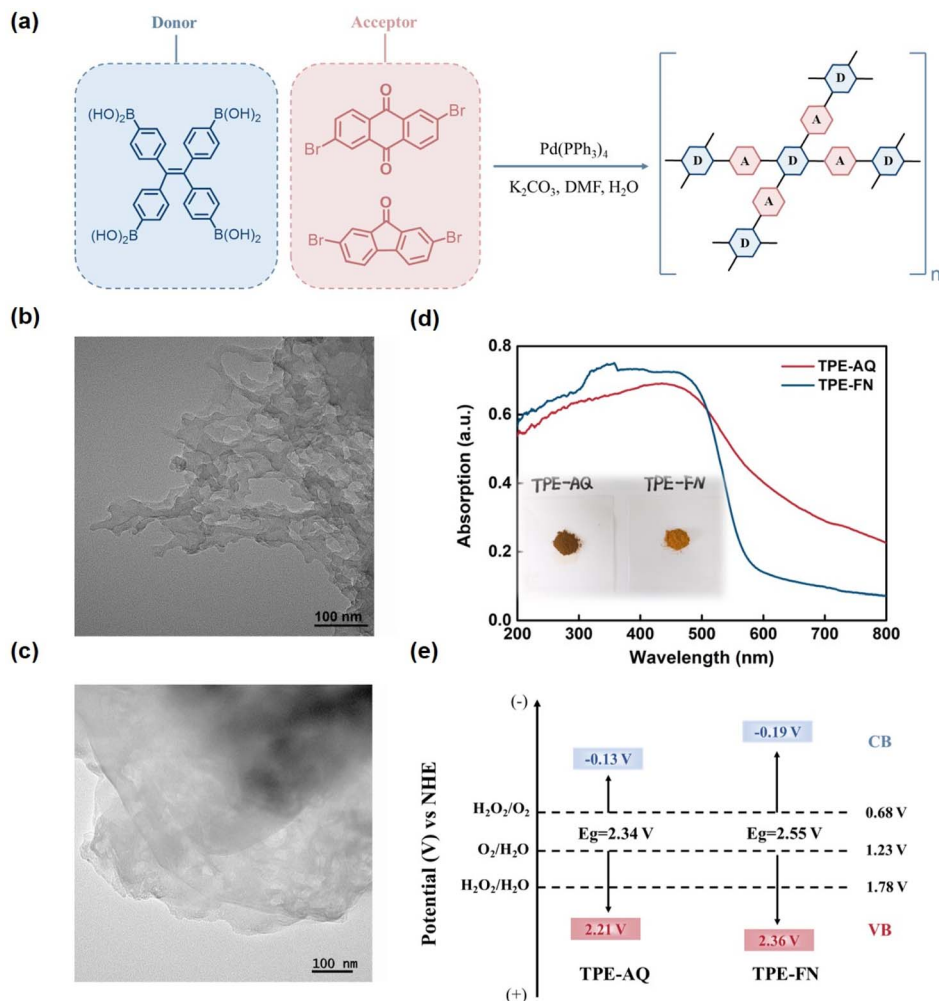 (a)
Donor
Acceptor
(HO)₂B
B(OH)₂
(HO)₂B
B(OH)₂
O
Br
Br
O
O
Br
Br
Pd(PPh₃)₄
K₂CO₃, DMF, H₂O
D
A
D
A
D
A
D
A
D
n
(b)
100 nm
(c)
100 nm
(d)
Absorption (a.u.)
0.8
0.6
0.4
0.2
0.0
TPE-AQ
TPE-FN
TPE-AQ
TPE-FN
200 300 400 500 600 700 800
Wavelength (nm)
(e)
Potential (V) vs NHE
(-)
-0.13 V
-0.19 V
CB
H₂O₂/O₂
0.68 V
Eg=2.34 V
Eg=2.55 V
O₂/H₂O
1.23 V
H₂O₂/H₂O
1.78 V
2.21 V
2.36 V
VB
TPE-AQ
TPE-FN
(+)